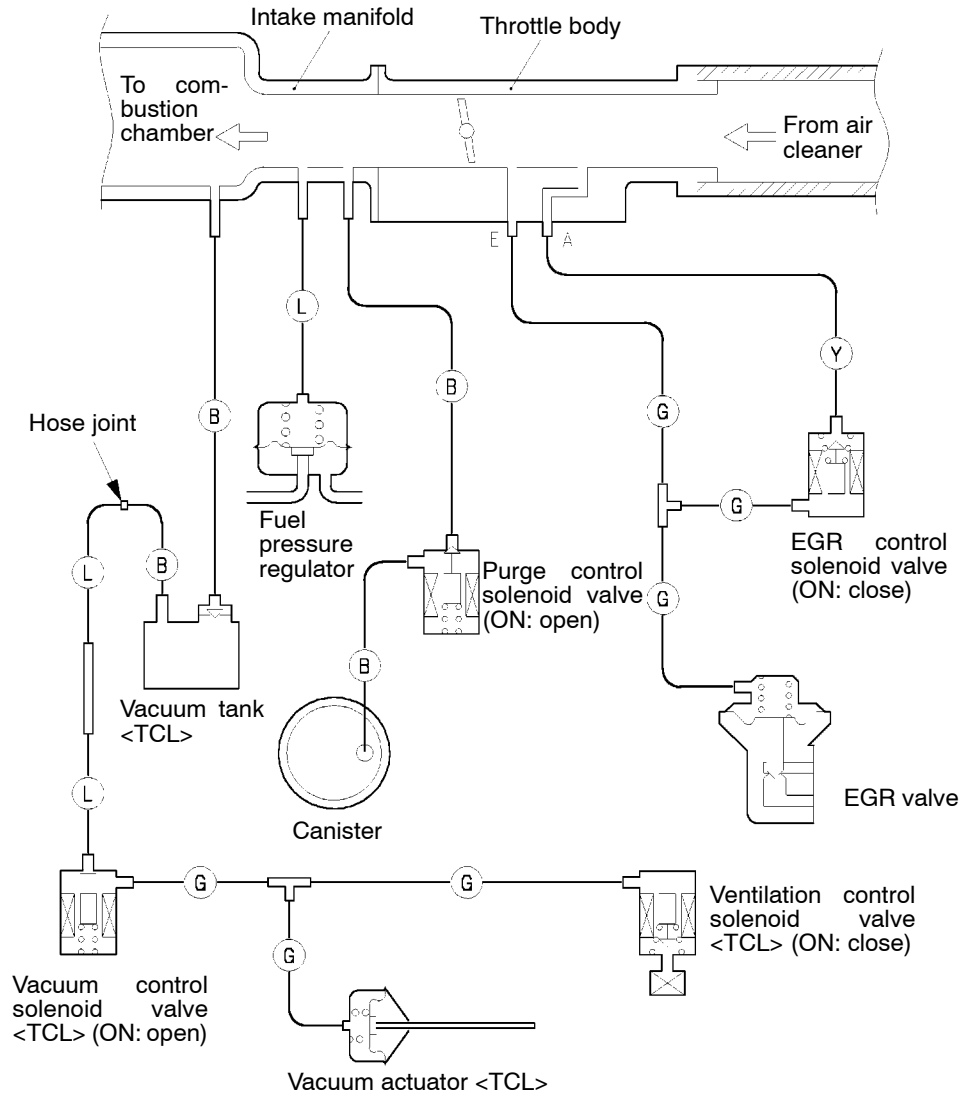 Intake manifold
Throttle body
To com-
bustion
chamber
From air
cleaner
E
A
L
Y
B
B
G
Hose joint
G
Fuel
pressure
regulator
EGR control
solenoid valve
(ON: close)
L
B
Purge control
solenoid valve
(ON: open)
G
B
Vacuum tank
<TCL>
EGR valve
L
Canister
G
G
Ventilation control
solenoid valve
<TCL> (ON: close)
G
Vacuum control
solenoid valve
<TCL> (ON: open)
Vacuum actuator <TCL>